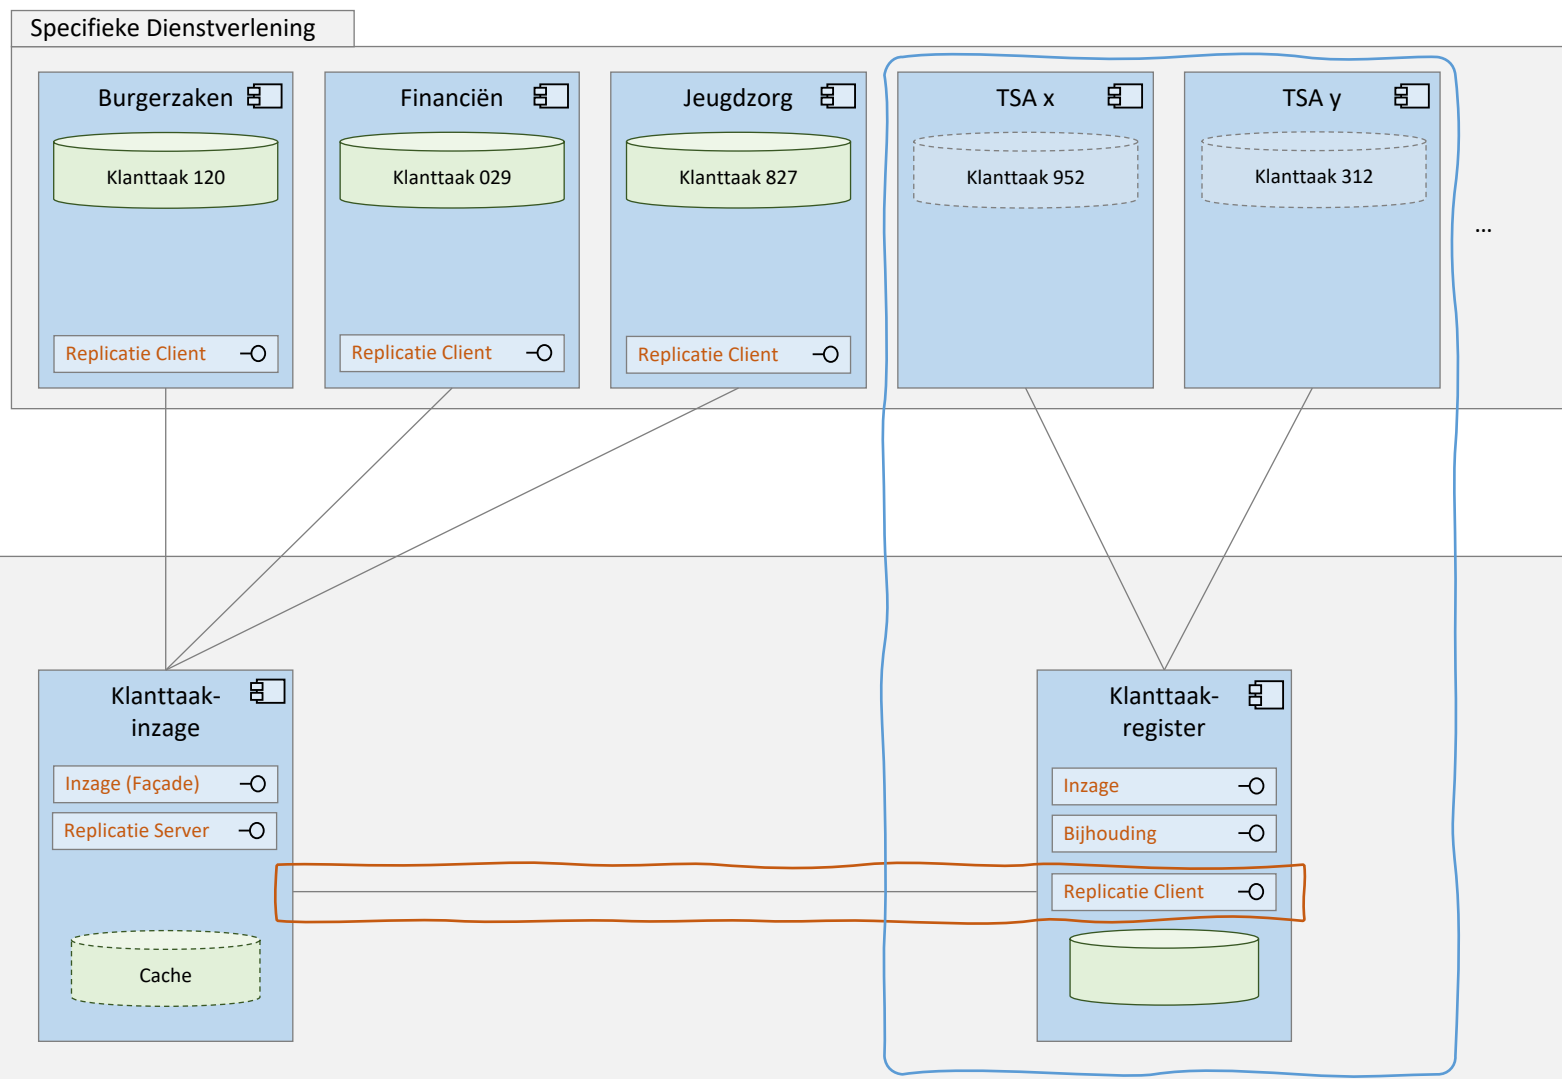 Specifieke Dienstverlening
Burgerzaken
Klanttaak 120
Replicatie Client
Financiën
Klanttaak 029
Replicatie Client
Jeugdzorg
Klanttaak 827
Replicatie Client
TSA x
Klanttaak 952
TSA y
Klanttaak 312
...
Klanttaak-
inzage
Inzage (Façade)
Replicatie Server
Cache
Klanttaak-
register
Inzage
Bijhouding
Replicatie Client